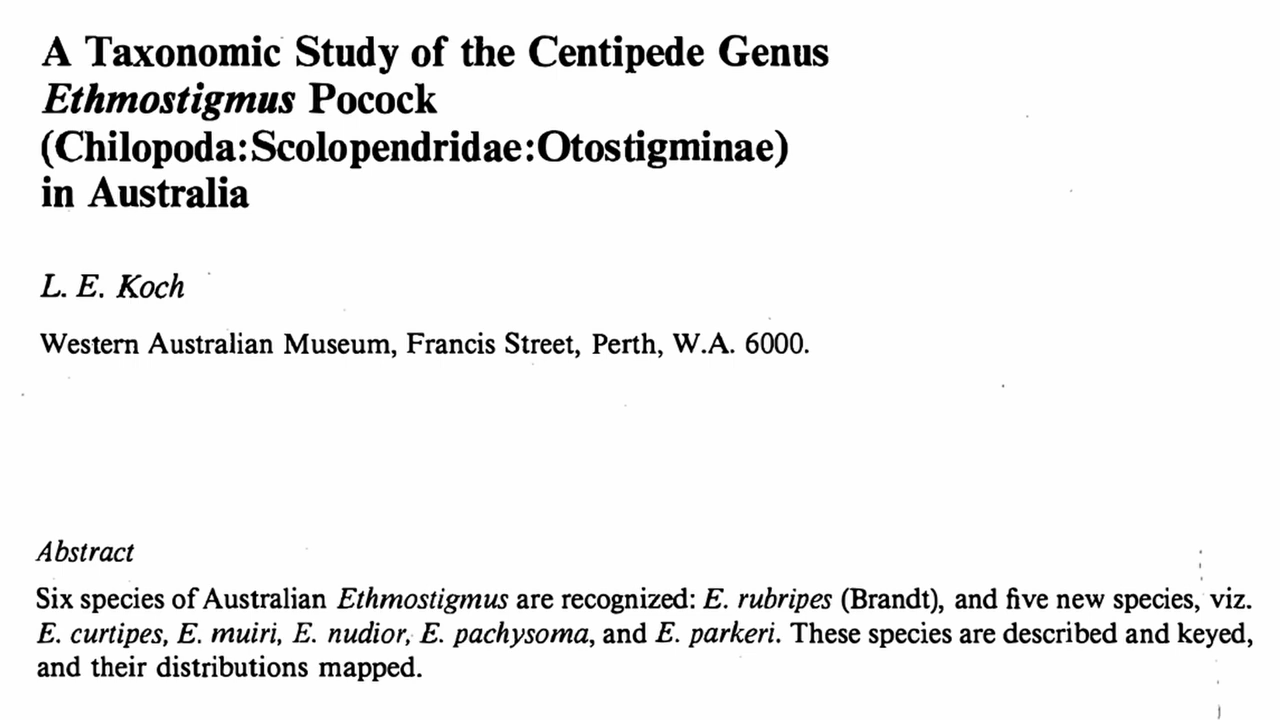 A Taxonomic Study of the Centipede Genus
Ethmostigmus Pocock
(Chilopoda:Scolopendridae:Otostigminae)
in Australia
L. E. Koch
Western Australian Museum, Francis Street, Perth, W.A. 6000.
Abstract
Six species of Australian Ethmostigmus are recognized: E. rubripes (Brandt), and five new species, viz.
E. curtipes, E. muiri, E. nudior, E. pachysoma, and E. parkeri. These species are described and keyed,
and their distributions mapped.